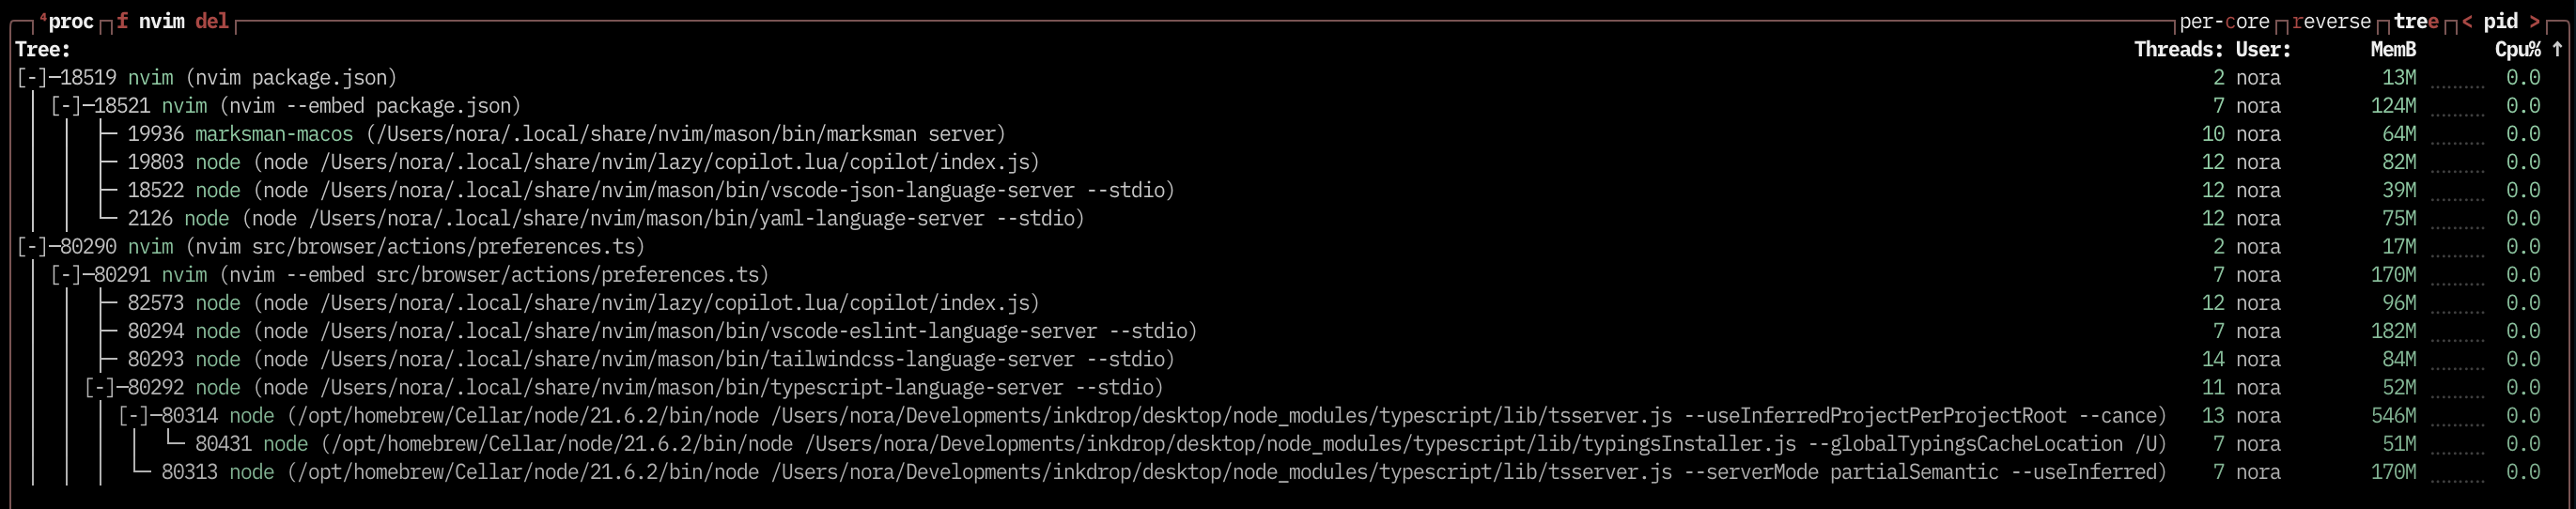 ⁴proc f nvim del per-core reverse tree < pid >
Tree: Threads: User: MemB Cpu% ↑
[-]─18519 nvim (nvim package.json) 2 nora 13M 0.0
[-]─18521 nvim (nvim --embed package.json) 7 nora 124M 0.0
├─ 19936 marksman-macos (/Users/nora/.local/share/nvim/mason/bin/marksman server) 10 nora 64M 0.0
├─ 19803 node (node /Users/nora/.local/share/nvim/lazy/copilot.lua/copilot/index.js) 12 nora 82M 0.0
├─ 18522 node (node /Users/nora/.local/share/nvim/mason/bin/vscode-json-language-server --stdio) 12 nora 39M 0.0
└─ 2126 node (node /Users/nora/.local/share/nvim/mason/bin/yaml-language-server --stdio) 12 nora 75M 0.0
[-]─80290 nvim (nvim src/browser/actions/preferences.ts) 2 nora 17M 0.0
[-]─80291 nvim (nvim --embed src/browser/actions/preferences.ts) 7 nora 170M 0.0
├─ 82573 node (node /Users/nora/.local/share/nvim/lazy/copilot.lua/copilot/index.js) 12 nora 96M 0.0
├─ 80294 node (node /Users/nora/.local/share/nvim/mason/bin/vscode-eslint-language-server --stdio) 7 nora 182M 0.0
├─ 80293 node (node /Users/nora/.local/share/nvim/mason/bin/tailwindcss-language-server --stdio) 14 nora 84M 0.0
[-]─80292 node (node /Users/nora/.local/share/nvim/mason/bin/typescript-language-server --stdio) 11 nora 52M 0.0
[-]─80314 node (/opt/homebrew/Cellar/node/21.6.2/bin/node /Users/nora/Developments/inkdrop/desktop/node_modules/typescript/lib/tsserver.js --useInferredProjectPerProjectRoot --cance) 13 nora 546M 0.0
└─ 80431 node (/opt/homebrew/Cellar/node/21.6.2/bin/node /Users/nora/Developments/inkdrop/desktop/node_modules/typescript/lib/typingsInstaller.js --globalTypingsCacheLocation /U) 7 nora 51M 0.0
└─ 80313 node (/opt/homebrew/Cellar/node/21.6.2/bin/node /Users/nora/Developments/inkdrop/desktop/node_modules/typescript/lib/tsserver.js --serverMode partialSemantic --useInferred) 7 nora 170M 0.0